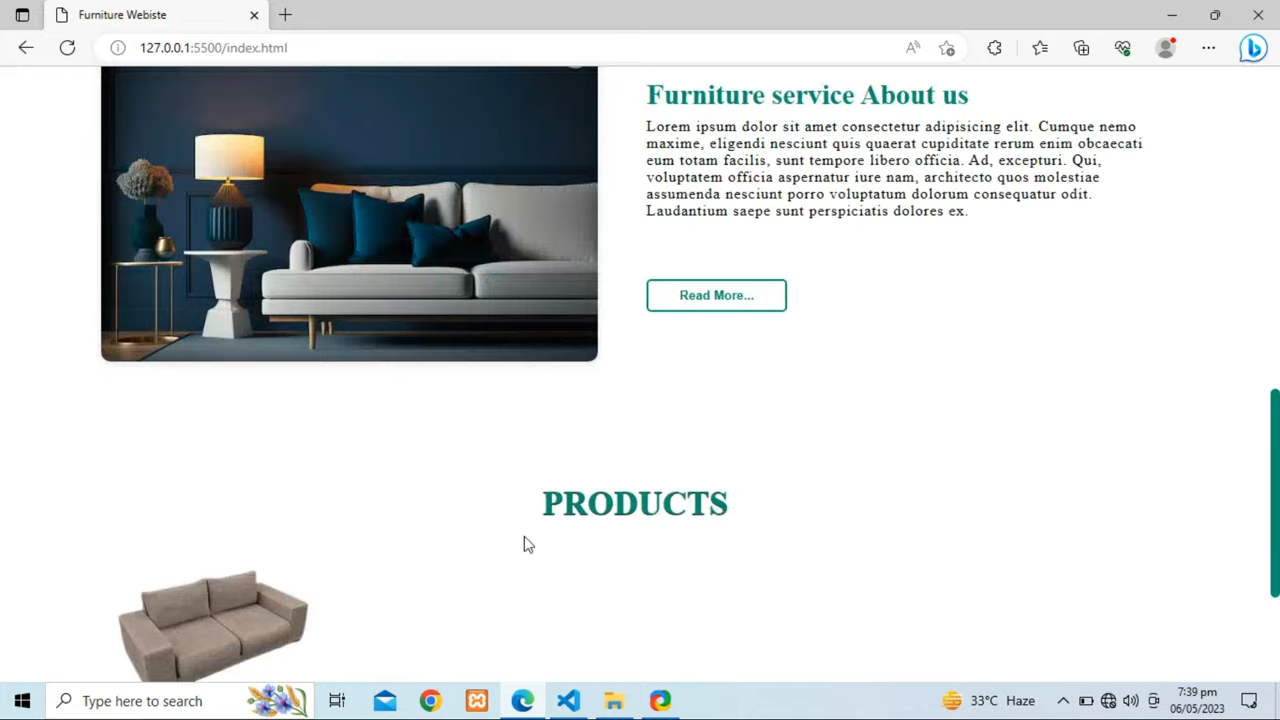 Furniture Webiste
127.0.0.1:5500/index.html
Furniture service About us
Lorem ipsum dolor sit amet consectetur adipisicing elit. Cumque nemo
maxime, eligendi nesciunt quis quaerat cupiditate rerum enim obcaecati
eum totam facilis, sunt tempore libero officia. Ad, excepturi. Qui,
voluptatem officia aspernatur iure nam, architecto quos molestiae
assumenda nesciunt porro voluptatum dolorum consequatur odit.
Laudantium saepe sunt perspiciatis dolores ex.
Read More...
PRODUCTS
Type here to search
33°C Haze
7:39 pm
06/05/2023